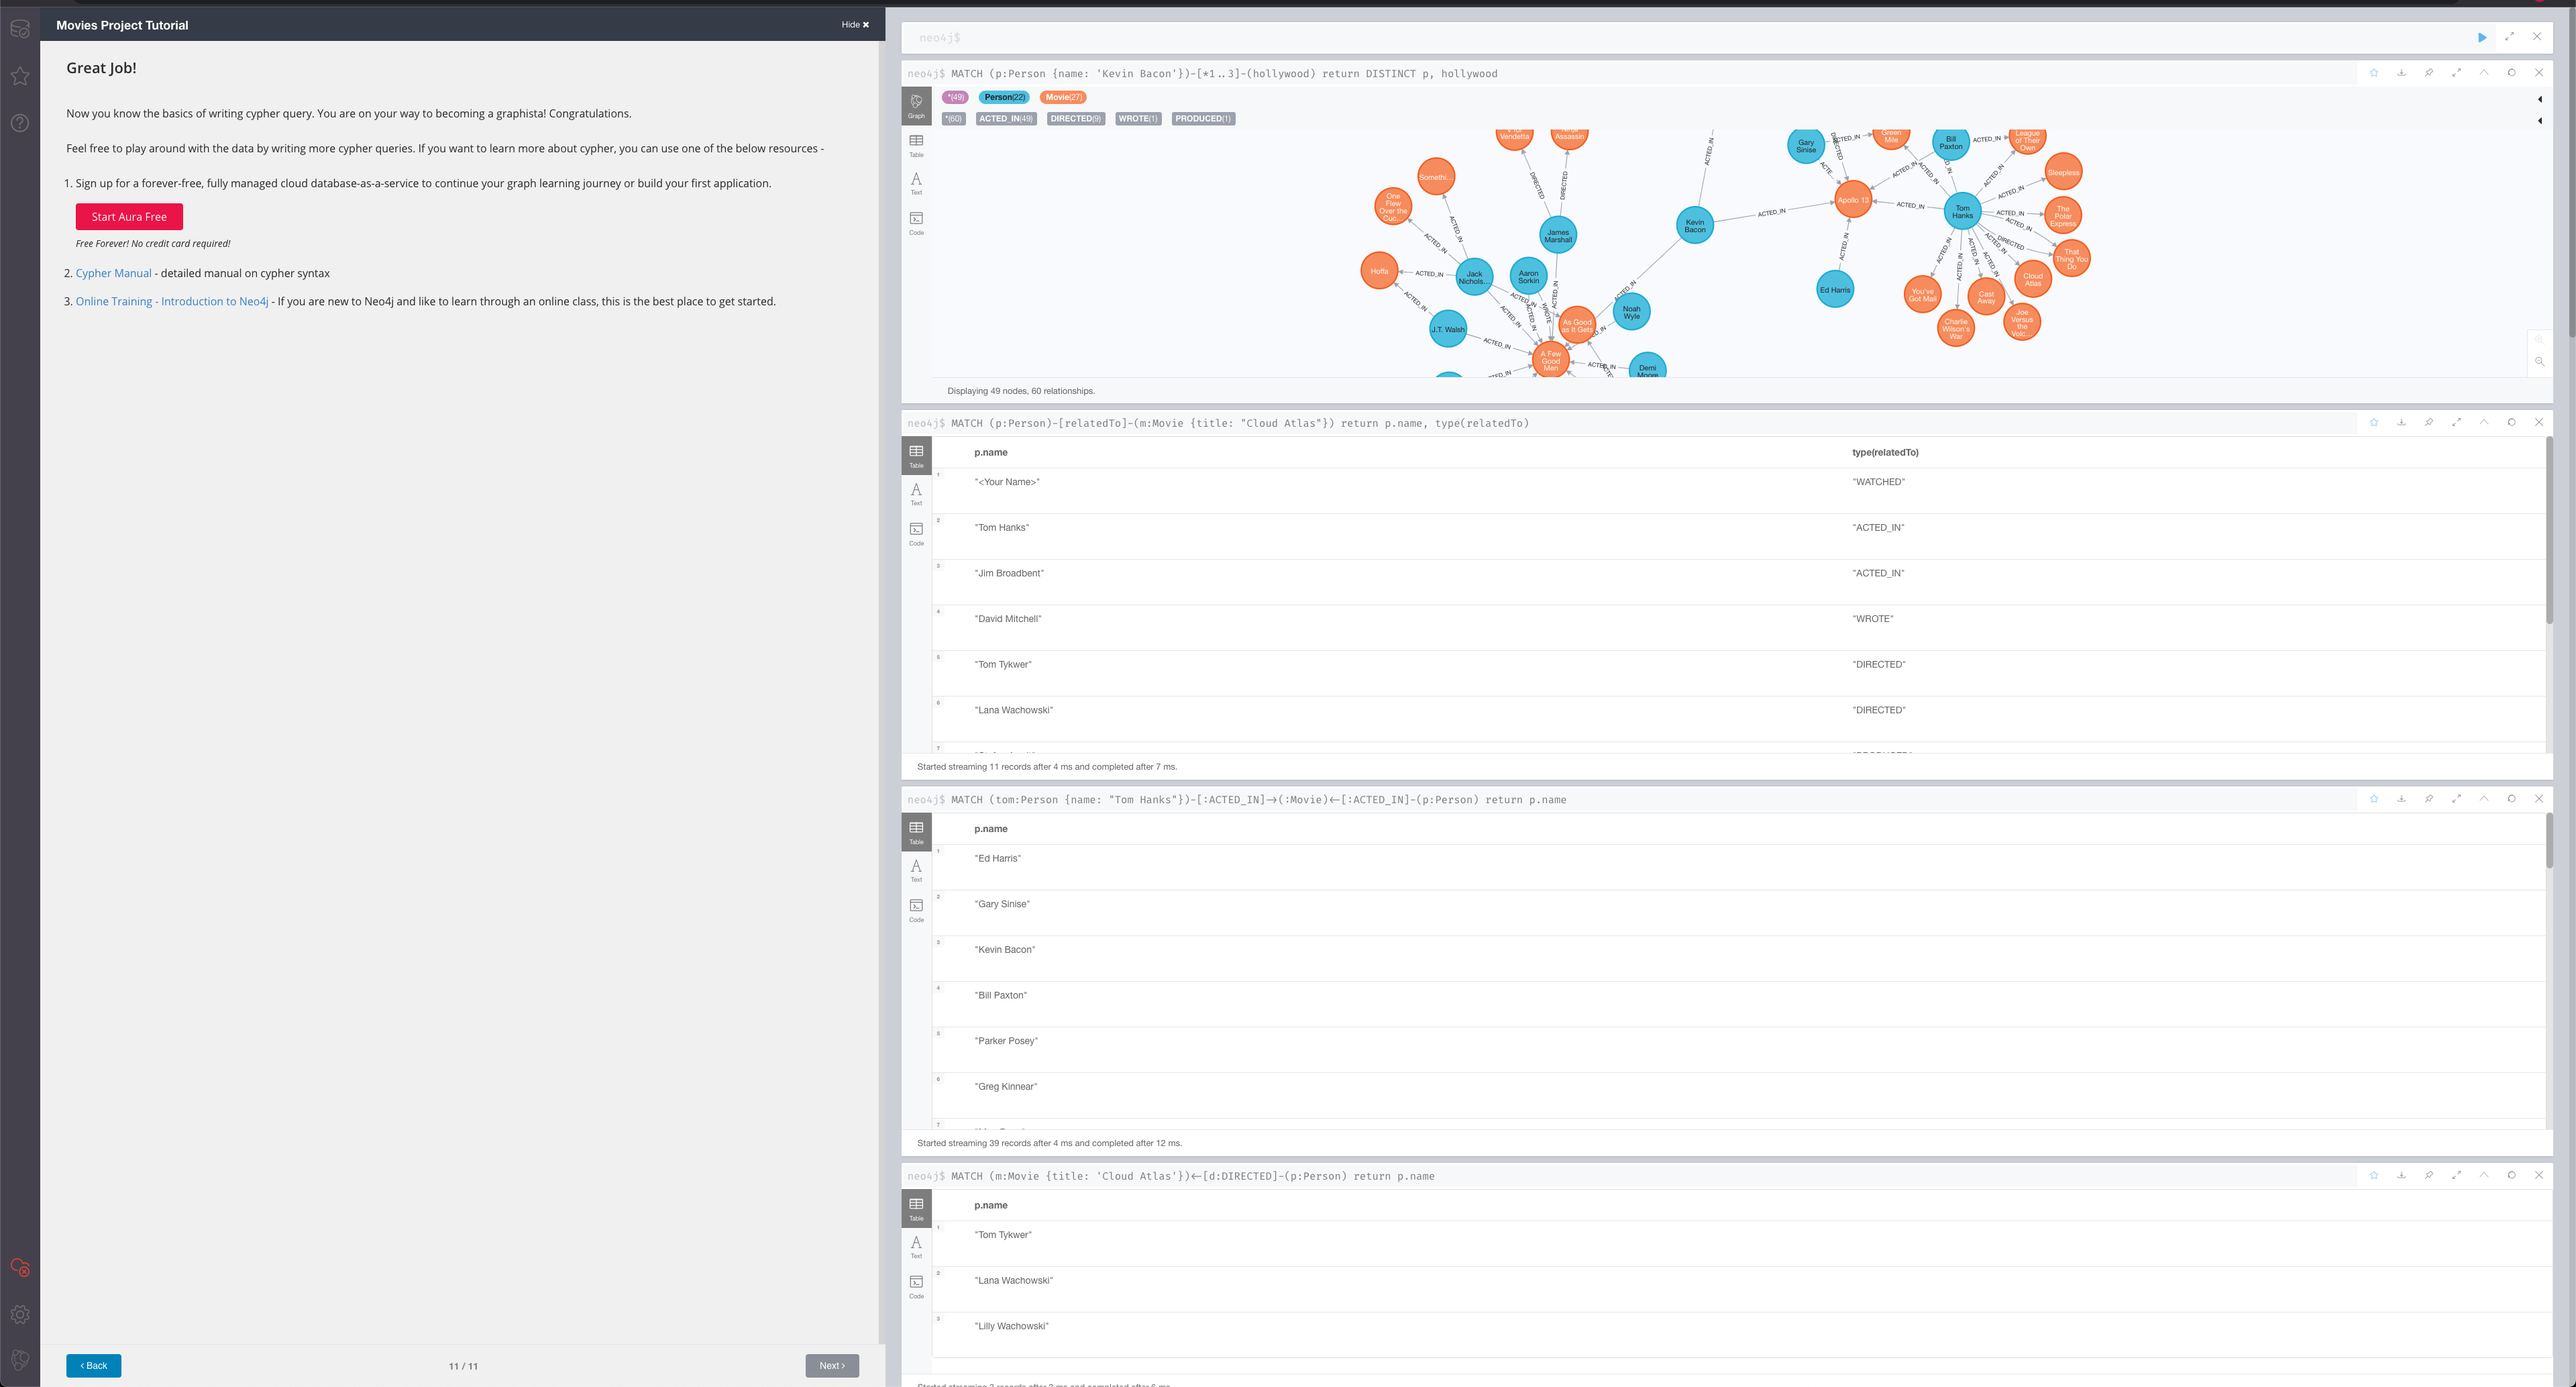 Movies Project Tutorial
Hide ✖
Great Job!
Now you know the basics of writing cypher query. You are on your way to becoming a graphista! Congratulations.
Feel free to play around with the data by writing more cypher queries. If you want to learn more about cypher, you can use one of the below resources -
1. Sign up for a forever-free, fully managed cloud database-as-a-service to continue your graph learning journey or build your first application.
Start Aura Free
Free Forever! No credit card required!
2. Cypher Manual - detailed manual on cypher syntax
3. Online Training - Introduction to Neo4j - If you are new to Neo4j and like to learn through an online class, this is the best place to get started.
‹ Back
11 / 11
Next ›
neo4j$
neo4j$ MATCH (p:Person {name: 'Kevin Bacon'})-[*1..3]-(hollywood) return DISTINCT p, hollywood
Graph
Table
Text
Code
*(49) Person(22) Movie(27)
*(60) ACTED_IN(49) DIRECTED(9) WROTE(1) PRODUCED(1)
Vendetta
Assassin
Somethi...
One
Flew
Over the
Cuc...
Hoffa
Jack
Nichols...
J.T. Walsh
James
Marshall
Aaron
Sorkin
As Good
as It Gets
A Few
Good
Men
Noah
Wyle
Demi
Moore
Kevin
Bacon
Gary
Sinise
Green
Mile
Bill
Paxton
League
of Their
Own
Apollo 13
Ed Harris
Tom
Hanks
Sleepless
The
Polar
Express
That
Thing You
Do
Cloud
Atlas
You've
Got Mail
Cast
Away
Charlie
Wilson's
War
Joe
Versus
the
Volc...
ACTED_IN
DIRECTED
WROTE
Displaying 49 nodes, 60 relationships.
neo4j$ MATCH (p:Person)-[relatedTo]-(m:Movie {title: "Cloud Atlas"}) return p.name, type(relatedTo)
Table
Text
Code
p.name type(relatedTo)
1 "<Your Name>" "WATCHED"
2 "Tom Hanks" "ACTED_IN"
3 "Jim Broadbent" "ACTED_IN"
4 "David Mitchell" "WROTE"
5 "Tom Tykwer" "DIRECTED"
6 "Lana Wachowski" "DIRECTED"
7
Started streaming 11 records after 4 ms and completed after 7 ms.
neo4j$ MATCH (tom:Person {name: "Tom Hanks"})-[:ACTED_IN]→(:Movie)←[:ACTED_IN]-(p:Person) return p.name
Table
Text
Code
p.name
1 "Ed Harris"
2 "Gary Sinise"
3 "Kevin Bacon"
4 "Bill Paxton"
5 "Parker Posey"
6 "Greg Kinnear"
7
Started streaming 39 records after 4 ms and completed after 12 ms.
neo4j$ MATCH (m:Movie {title: 'Cloud Atlas'})←[d:DIRECTED]-(p:Person) return p.name
Table
Text
Code
p.name
1 "Tom Tykwer"
2 "Lana Wachowski"
3 "Lilly Wachowski"